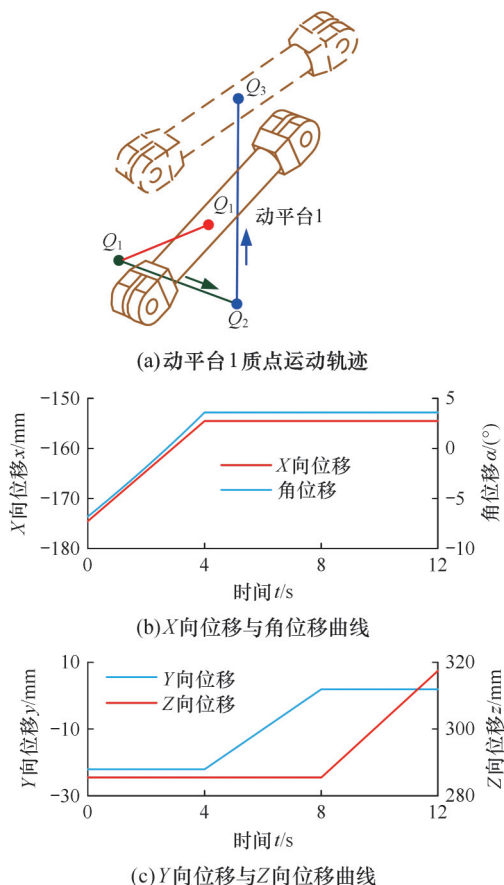 Q₃
Q₁
动平台1
Q₁
Q₂
(a)动平台1质点运动轨迹
X向位移x/mm
−150
−160
−170
−180
5
0
−5
−10
角位移α/(°)
X向位移
角位移
0 4 8 12
时间t/s
(b)X向位移与角位移曲线
Y向位移y/mm
10
−10
−30
320
300
280
Z向位移z/mm
Y向位移
Z向位移
0 4 8 12
时间t/s
(c)Y向位移与Z向位移曲线